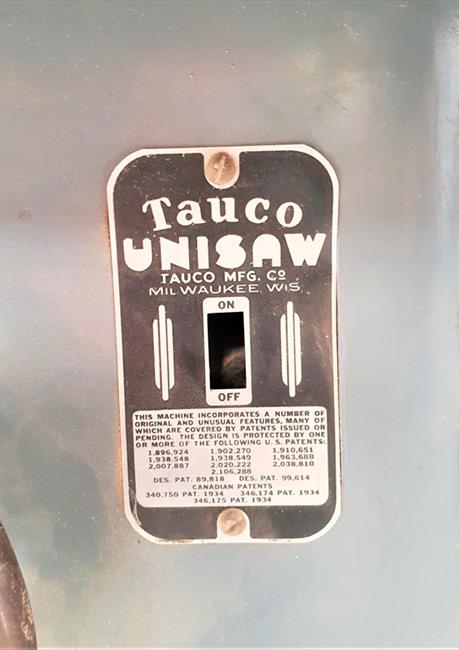 Tauco
UNISAW
TAUCO MFG. Co
MILWAUKEE, WIS.
ON
OFF
THIS MACHINE INCORPORATES A NUMBER OF
ORIGINAL AND UNUSUAL FEATURES, MANY OF
WHICH ARE COVERED BY PATENTS ISSUED OR
PENDING. THE DESIGN IS PROTECTED BY ONE
OR MORE OF THE FOLLOWING U.S. PATENTS:
1,896,924 1,902,270 1,910,651
1,938,548 1,938,549 1,963,688
2,007,887 2,020,222 2,038,810
2,106,288
DES. PAT. 89,818 DES. PAT. 99,614
CANADIAN PATENTS
340,750 PAT. 1934 346,174 PAT. 1934
346,175 PAT. 1934